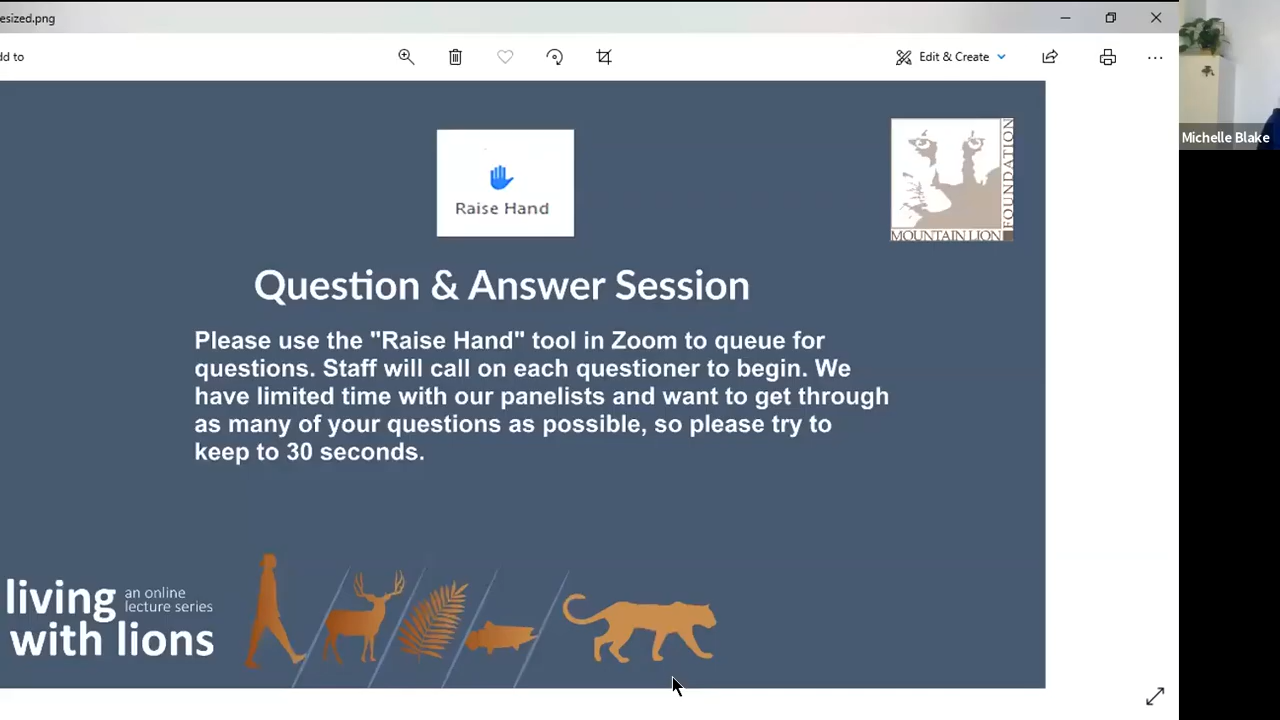 esized.png
dd to
Edit & Create
Michelle Blake
Raise Hand
MOUNTAIN LION
FOUNDATION
Question & Answer Session
Please use the "Raise Hand" tool in Zoom to queue for
questions. Staff will call on each questioner to begin. We
have limited time with our panelists and want to get through
as many of your questions as possible, so please try to
keep to 30 seconds.
living
an online
lecture series
with lions